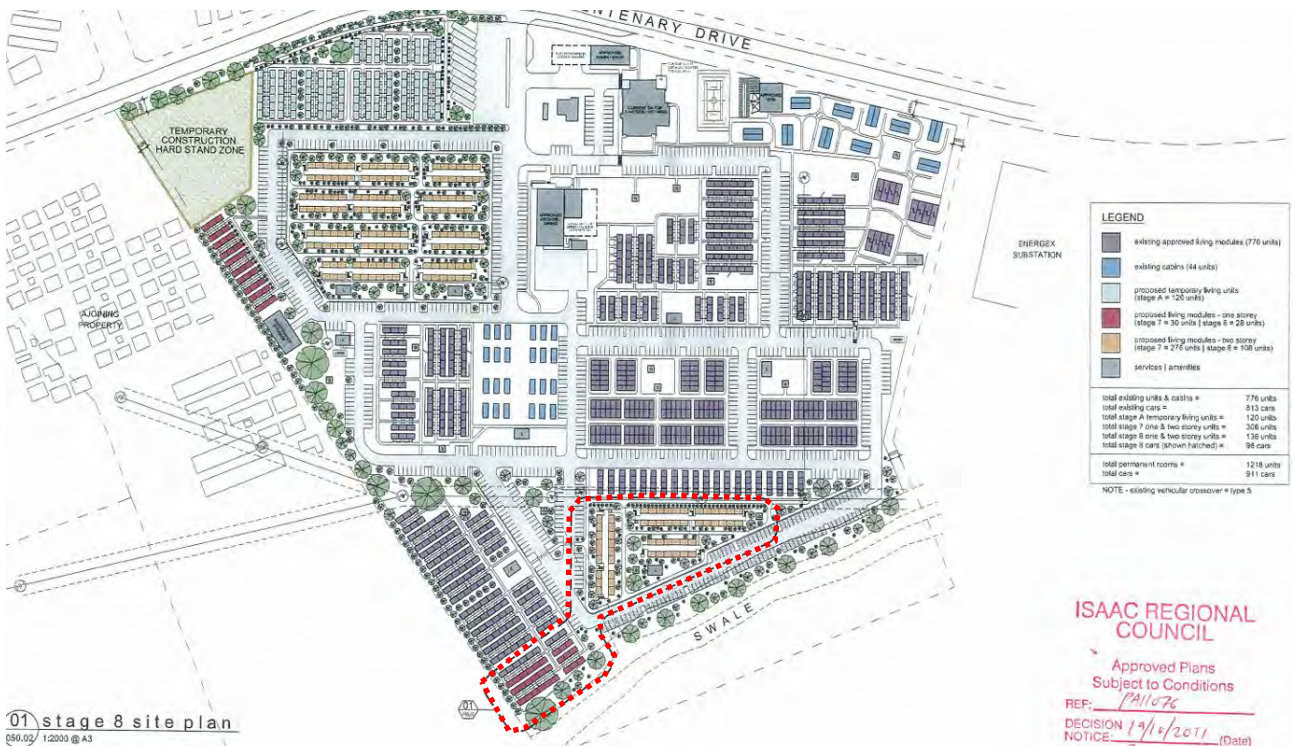 ENTENARY DRIVE
TEMPORARY
CONSTRUCTION
HARD STAND ZONE
AJOINING
PROPERTY
ENERGEX
SUBSTATION
SWALE
LEGEND
existing approved living modules (776 units)
existing cabins (44 units)
proposed temporary living units
(stage A = 120 units)
proposed living modules - one storey
(stage 7 = 30 units | stage 8 = 28 units)
proposed living modules - two storey
(stage 7 = 276 units | stage 8 = 108 units)
services | amenities
total existing units & cabins = 776 units
total existing cars = 813 cars
total stage A temporary living units = 120 units
total stage 7 one & two storey units = 306 units
total stage 8 one & two storey units = 136 units
total stage 8 cars (shown hatched) = 98 cars
total permanent rooms = 1218 units
total cars = 911 cars
NOTE - existing vehicular crossover = type 5
ISAAC REGIONAL
COUNCIL
Approved Plans
Subject to Conditions
REF: PA11076
DECISION
NOTICE: 19/10/2011 (Date)
01
01 stage 8 site plan
050.02 1:2000 @ A3